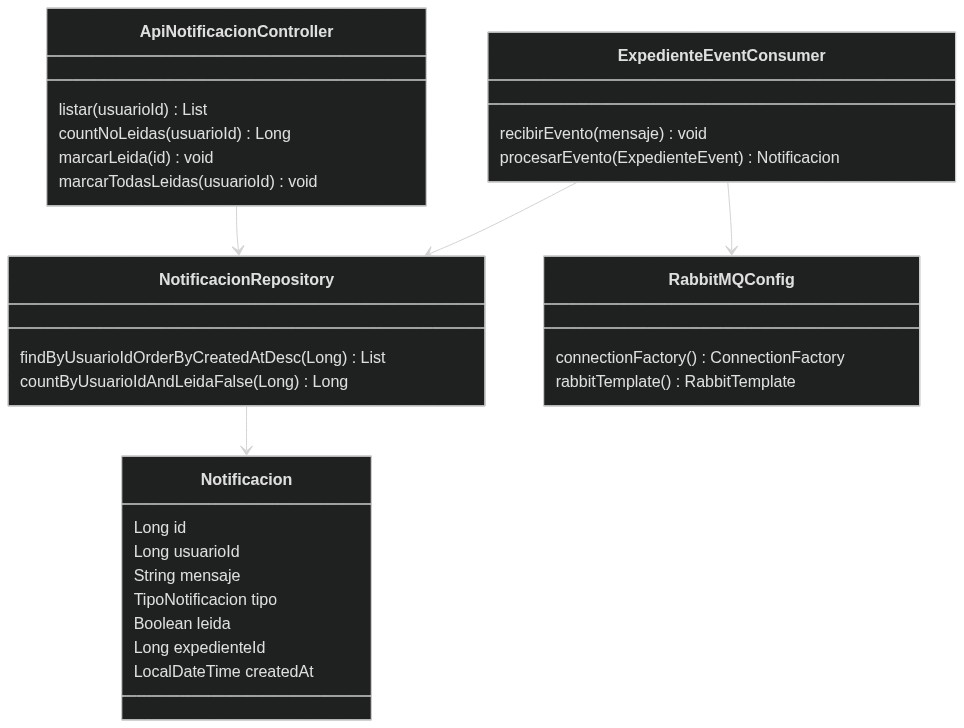 ApiNotificacionController
listar(usuarioId) : List
countNoLeidas(usuarioId) : Long
marcarLeida(id) : void
marcarTodasLeidas(usuarioId) : void
ExpedienteEventConsumer
recibirEvento(mensaje) : void
procesarEvento(ExpedienteEvent) : Notificacion
NotificacionRepository
findByUsuarioIdOrderByCreatedAtDesc(Long) : List
countByUsuarioIdAndLeidaFalse(Long) : Long
RabbitMQConfig
connectionFactory() : ConnectionFactory
rabbitTemplate() : RabbitTemplate
Notificacion
Long id
Long usuarioId
String mensaje
TipoNotificacion tipo
Boolean leida
Long expedienteId
LocalDateTime createdAt